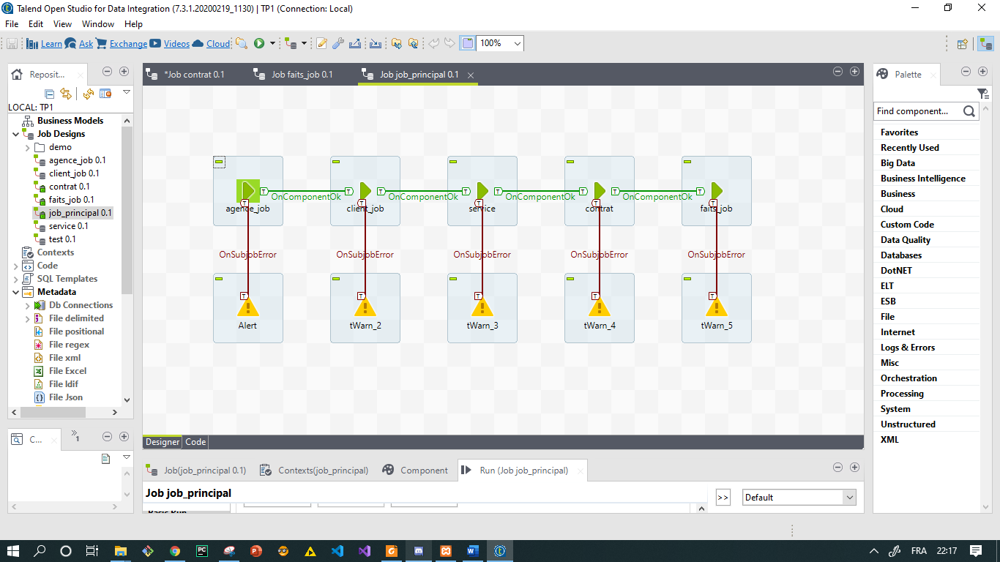 Talend Open Studio for Data Integration (7.3.1.20200219_1130) | TP1 (Connection: Local)
File Edit View Window Help
Learn Ask Exchange Videos Cloud 100%
Reposit...
*Job contrat 0.1 Job faits_job 0.1 Job job_principal 0.1
Palette
LOCAL: TP1
Business Models
Job Designs
demo
agence_job 0.1
client_job 0.1
contrat 0.1
faits_job 0.1
job_principal 0.1
service 0.1
test 0.1
Contexts
Code
SQL Templates
Metadata
Db Connections
File delimited
File positional
File regex
File xml
File Excel
File ldif
File Json
C...
1
T OnComponentOk T T OnComponentOk T T OnComponentOk T T OnComponentOk T
T T T T T
agence_job client_job service contrat faits_job
OnSubjobError OnSubjobError OnSubjobError OnSubjobError OnSubjobError
T T T T T
Alert tWarn_2 tWarn_3 tWarn_4 tWarn_5
Designer Code
Job(job_principal 0.1) Contexts(job_principal) Component Run (Job job_principal)
Job job_principal
>> Default
Basic Run
Find component...
Favorites
Recently Used
Big Data
Business Intelligence
Business
Cloud
Custom Code
Data Quality
Databases
DotNET
ELT
ESB
File
Internet
Logs & Errors
Misc
Orchestration
Processing
System
Unstructured
XML
FRA 22:17